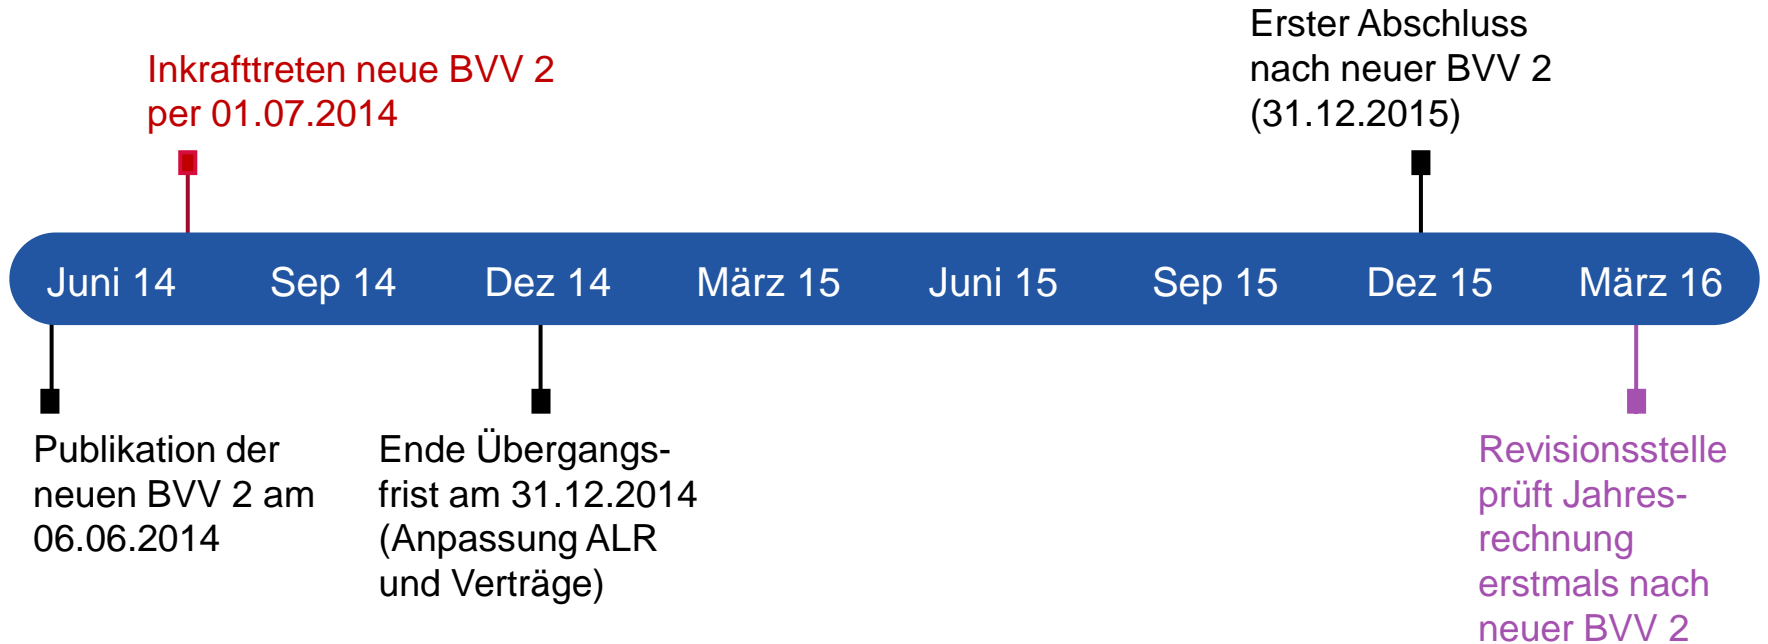 Inkrafttreten neue BVV 2
per 01.07.2014
Erster Abschluss
nach neuer BVV 2
(31.12.2015)
Juni 14
Sep 14
Dez 14
März 15
Juni 15
Sep 15
Dez 15
März 16
Publikation der
neuen BVV 2 am
06.06.2014
Ende Übergangs-
frist am 31.12.2014
(Anpassung ALR
und Verträge)
Revisionsstelle
prüft Jahres-
rechnung
erstmals nach
neuer BVV 2